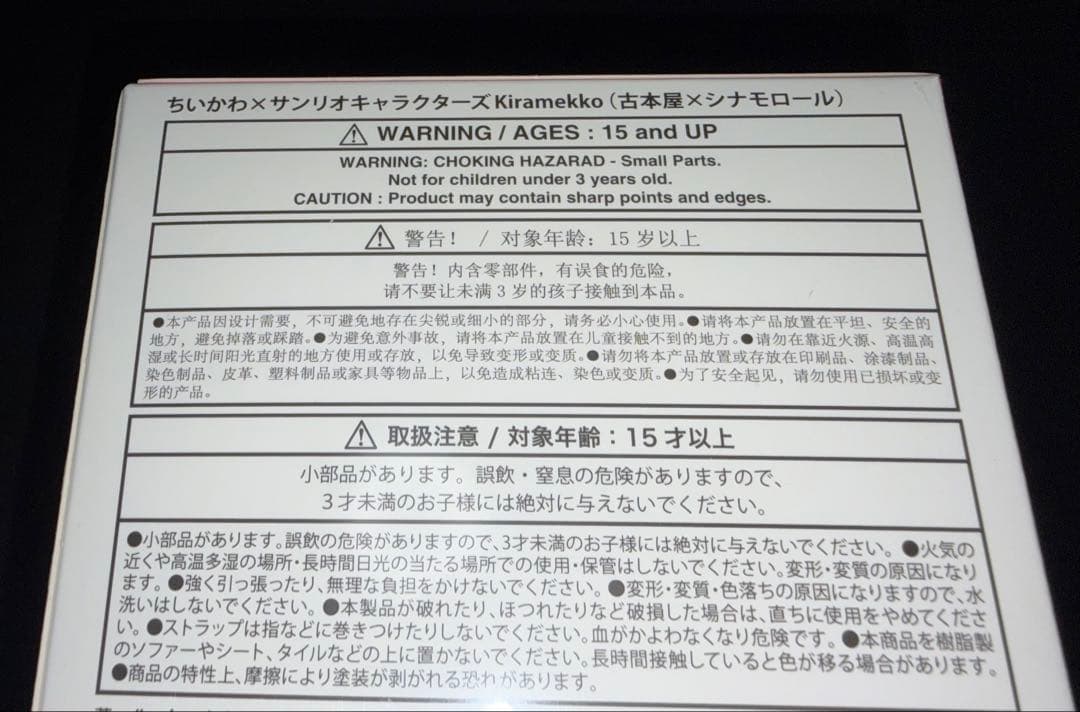 ちいかわ×サンリオキャラクターズKiramekko（古本屋×シナモロール）
WARNING / AGES : 15 and UP
WARNING: CHOKING HAZARAD - Small Parts.
Not for children under 3 years old.
CAUTION : Product may contain sharp points and edges.
警告！ / 对象年龄：15 岁以上
警告！内含零部件，有误食的危险，
请不要让未满 3 岁的孩子接触到本品。
●本产品因设计需要，不可避免地存在尖锐或细小的部分，请务必小心使用。●请将本产品放置在平坦、安全的
地方，避免掉落或踩踏。●为避免意外事故，请将本产品放置在儿童接触不到的地方。●请勿在靠近火源、高温高
湿或长时间阳光直射的地方使用或存放，以免导致变形或变质。●请勿将本产品放置或存放在印刷品、涂漆制品、
染色制品、皮革、塑料制品或家具等物品上，以免造成粘连、染色或变质。●为了安全起见，请勿使用已损坏或变
形的产品。
取扱注意 / 対象年齢：15 才以上
小部品があります。誤飲・窒息の危険がありますので、
3才未満のお子様には絶対に与えないでください。
●小部品があります。誤飲の危険がありますので、3才未満のお子様には絶対に与えないでください。●火気の
近くや高温多湿の場所・長時間日光の当たる場所での使用・保管はしないでください。変形・変質の原因になり
ます。●強く引っ張ったり、無理な負担をかけないでください。●変形・変質・色落ちの原因になりますので、水
洗いはしないでください。●本製品が破れたり、ほつれたりなど破損した場合は、直ちに使用をやめてくださ
い。●ストラップは指などに巻きつけたりしないでください。血がかよわなくなり危険です。●本商品を樹脂製
のソファーやシート、タイルなどの上に置かないでください。長時間接触していると色が移る場合があります。
●商品の特性上、摩擦により塗装が剥がれる恐れがあります。